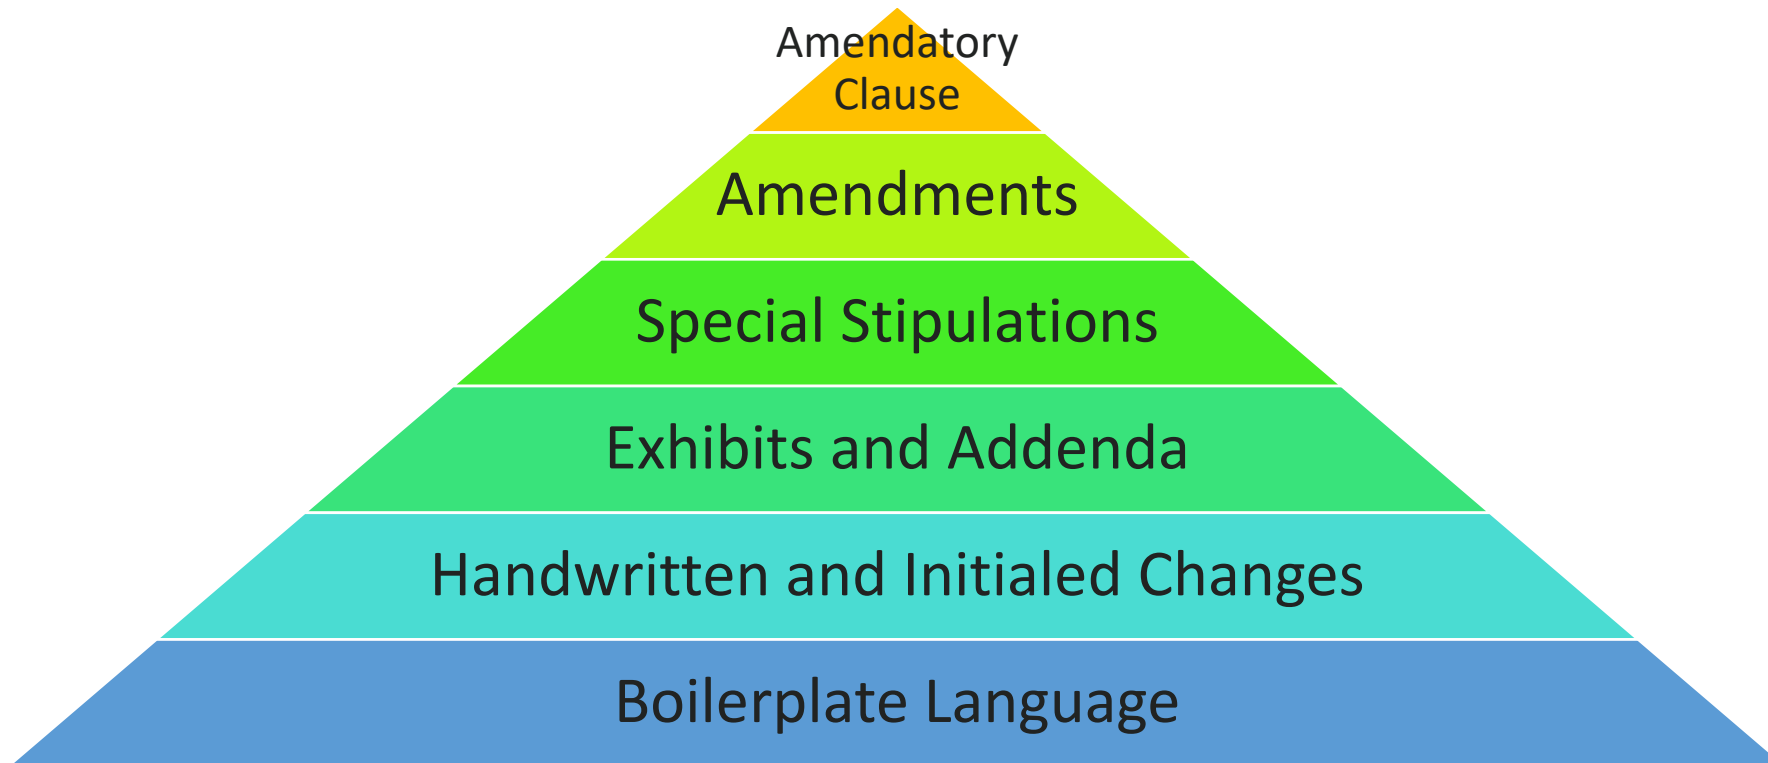 Amendatory
Clause
Amendments
Special Stipulations
Exhibits and Addenda
Handwritten and Initialed Changes
Boilerplate Language